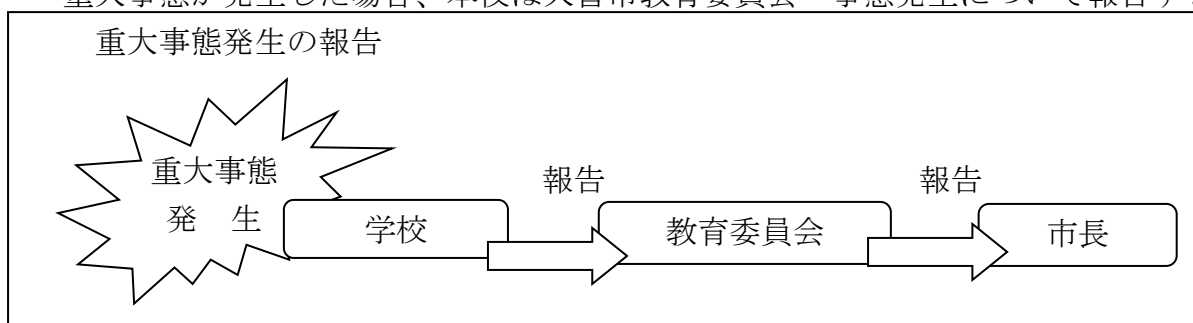 重大事態発生の報告
重大事態
発 生
報告
報告
学校
教育委員会
市長